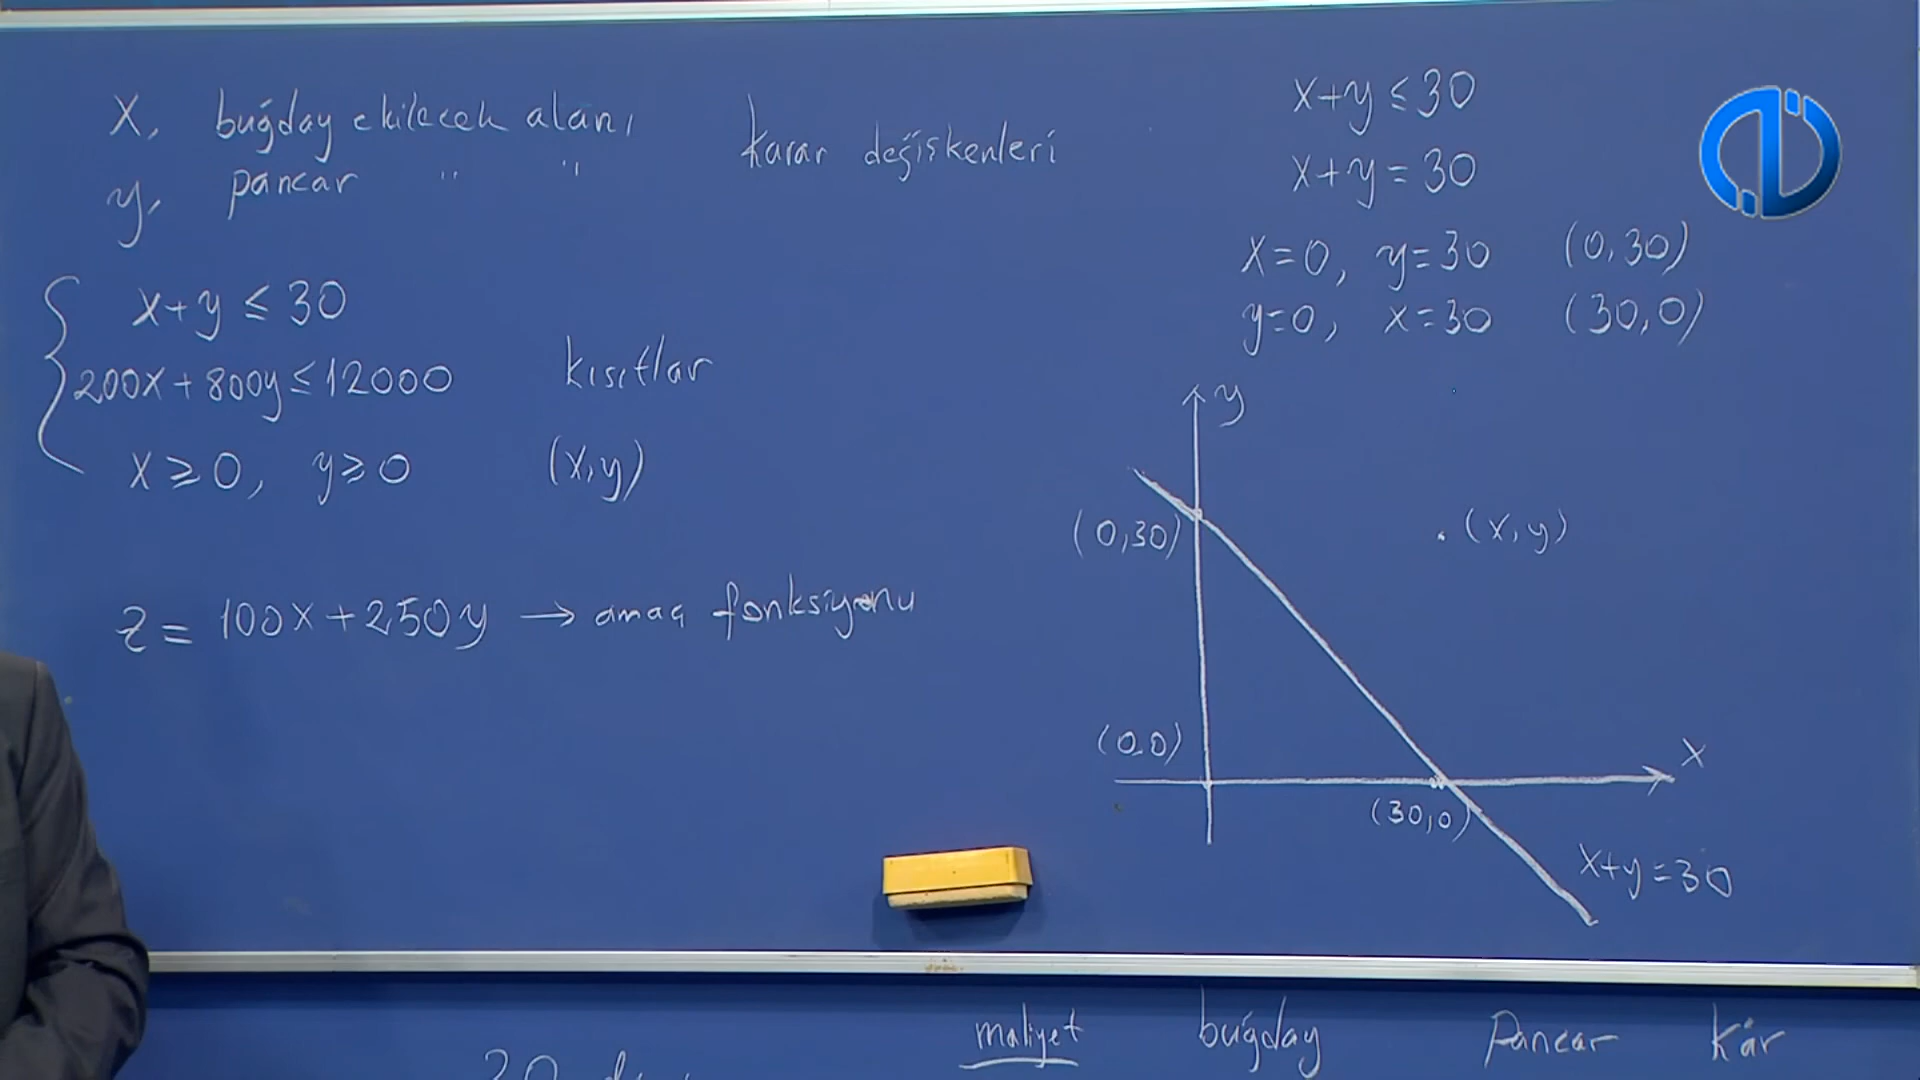 x, buğday ekilecek alanı
y, pancar " "
karar değişkenleri
x+y ≤ 30
200x + 800y ≤ 12000
kısıtlar
x ≥ 0, y ≥ 0 (x,y)
z = 100x + 250y → amaç fonksiyonu
x+y ≤ 30
x+y = 30
x=0, y=30 (0,30)
y=0, x=30 (30,0)
y
(0,30)
.(x,y)
(0,0)
x
(30,0)
x+y=30
maliyet buğday Pancar Kâr